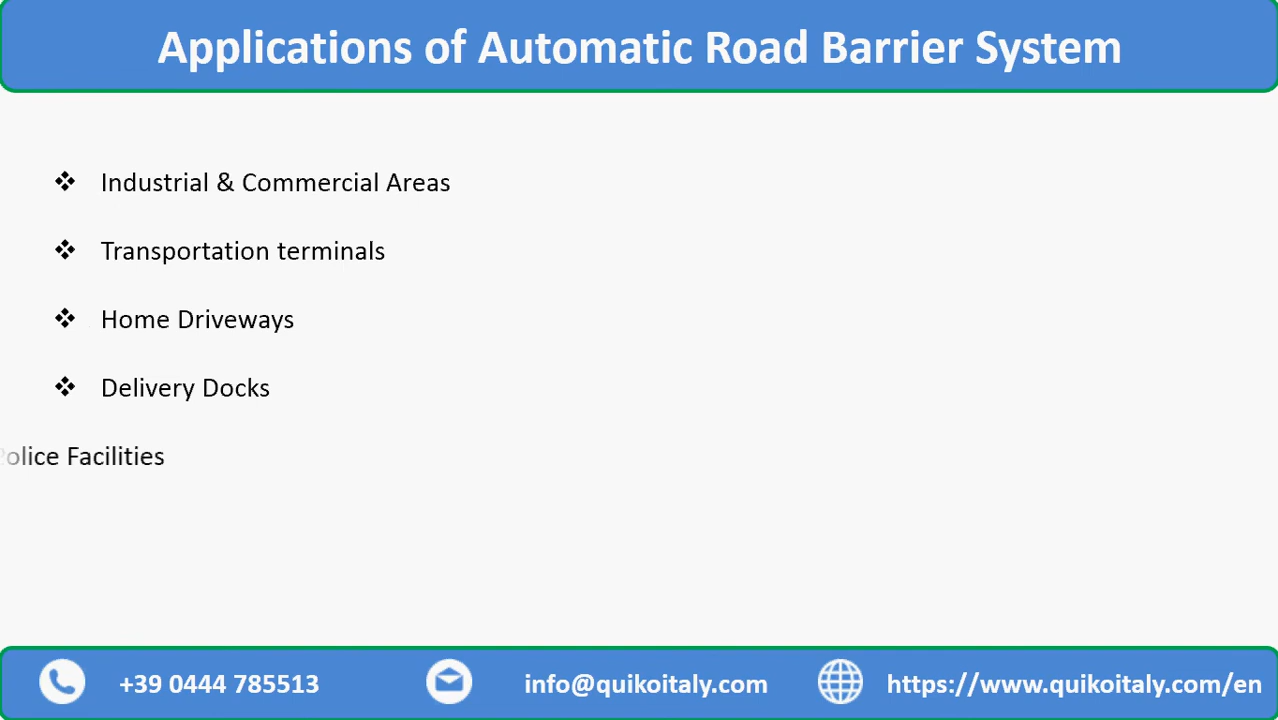 Applications of Automatic Road Barrier System
❖ Industrial & Commercial Areas
❖ Transportation terminals
❖ Home Driveways
❖ Delivery Docks
Police Facilities
+39 0444 785513
info@quikoitaly.com
https://www.quikoitaly.com/en